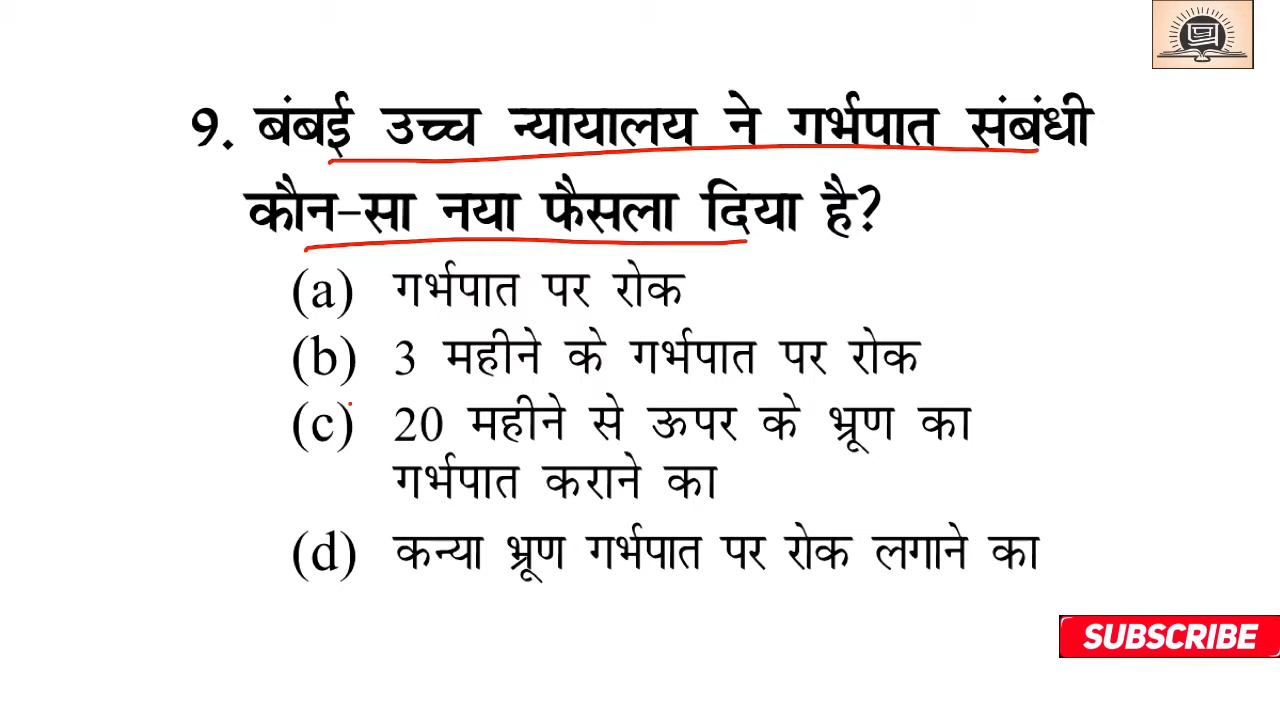 9. बंबई उच्च न्यायालय ने गर्भपात संबंधी
कौन-सा नया फैसला दिया है?
(a) गर्भपात पर रोक
(b) 3 महीने के गर्भपात पर रोक
(c) 20 महीने से ऊपर के भ्रूण का
गर्भपात कराने का
(d) कन्या भ्रूण गर्भपात पर रोक लगाने का
SUBSCRIBE